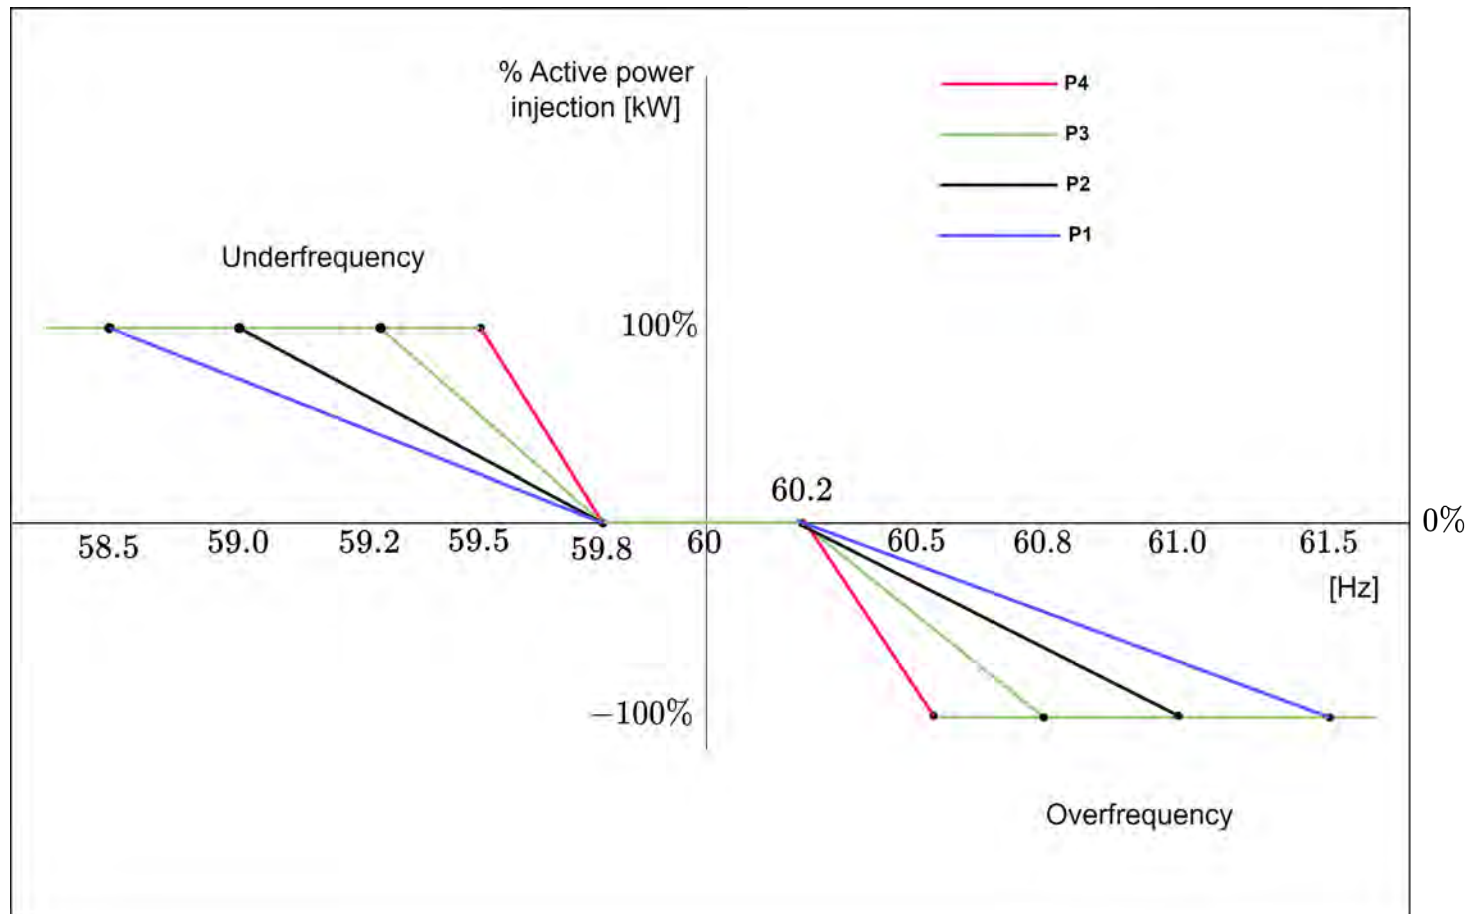 % Active power
injection [kW]
P4
P3
P2
P1
Underfrequency
100%
60.2
0%
58.5 59.0 59.2 59.5 59.8 60 60.5 60.8 61.0 61.5
[Hz]
−100%
Overfrequency